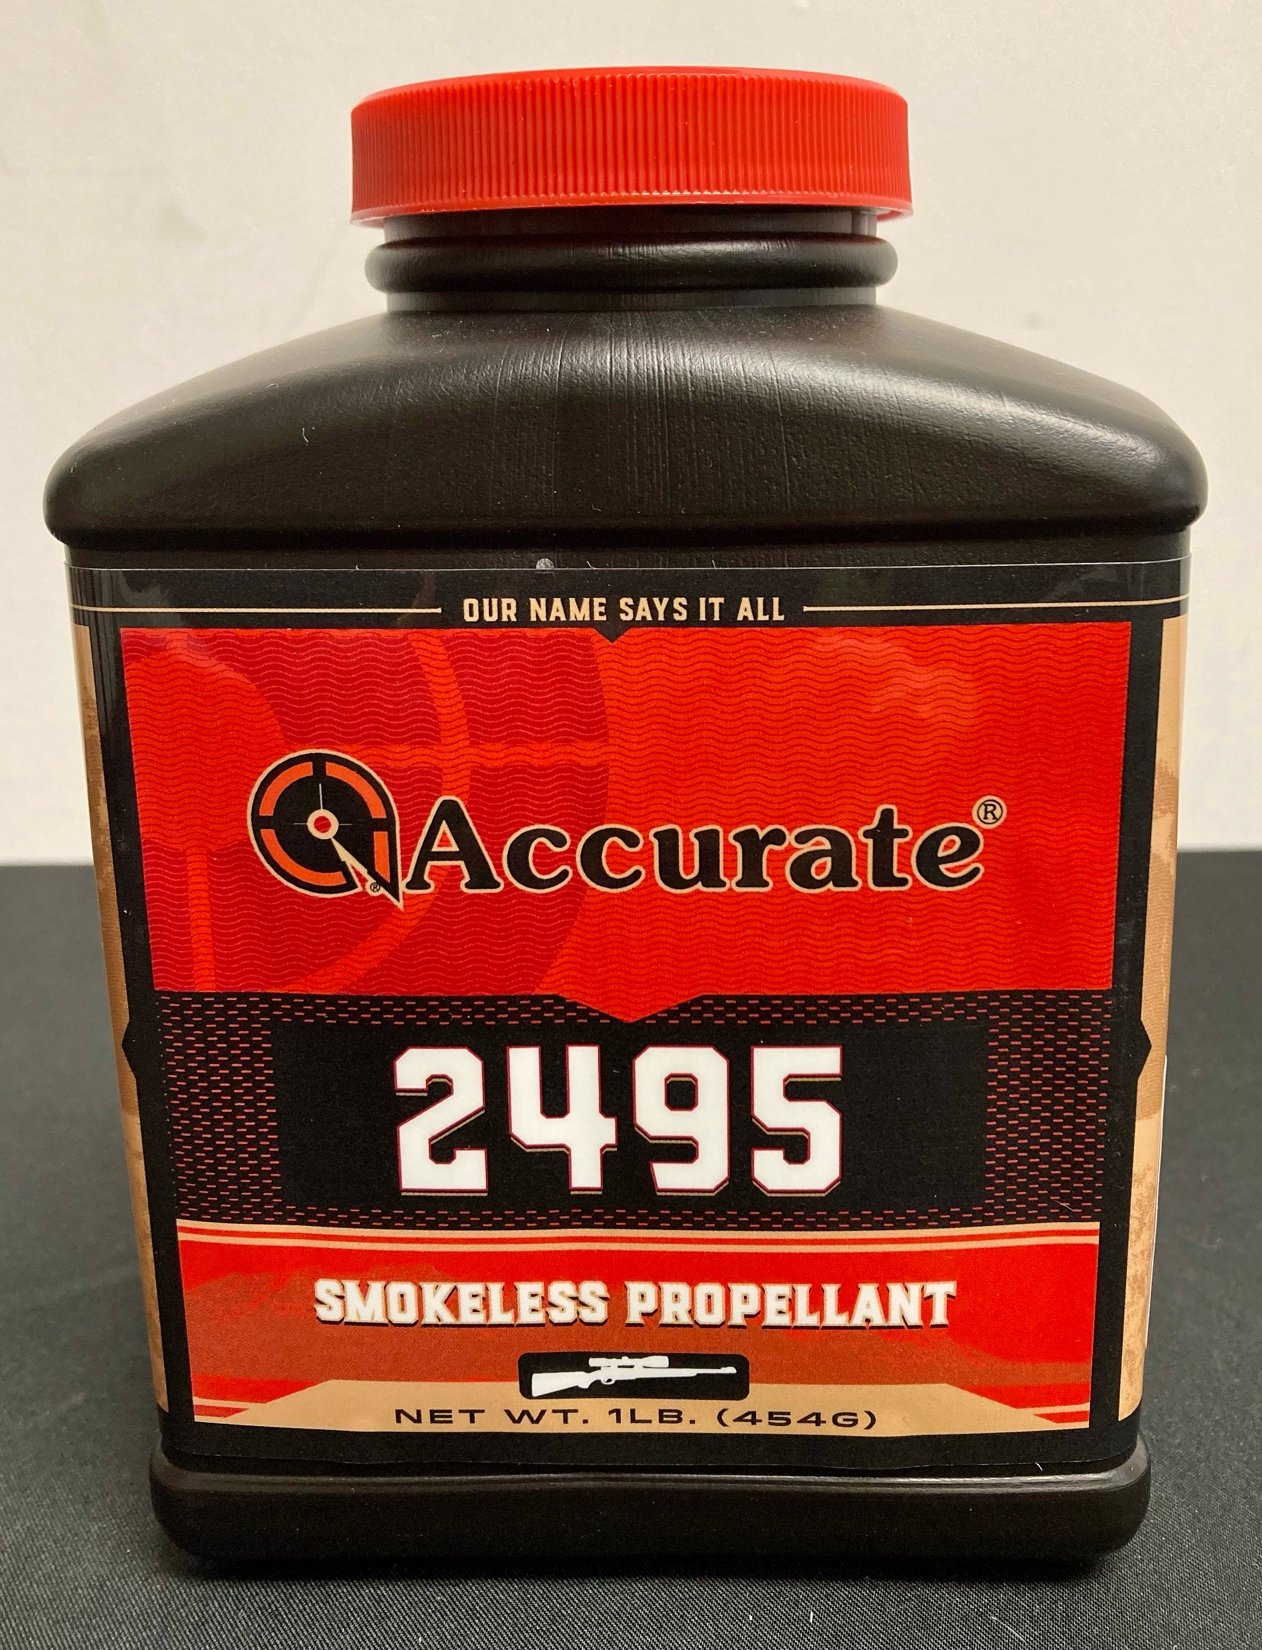 OUR NAME SAYS IT ALL
Accurate®
®
2495
SMOKELESS PROPELLANT
NET WT. 1LB. (454G)